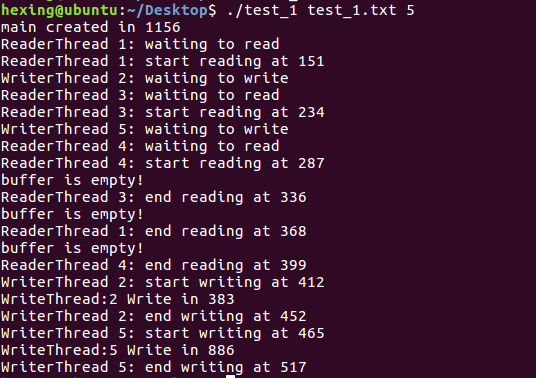 hexing@ubuntu:~/Desktop$ ./test_1 test_1.txt 5
main created in 1156
ReaderThread 1: waiting to read
ReaderThread 1: start reading at 151
WriterThread 2: waiting to write
ReaderThread 3: waiting to read
ReaderThread 3: start reading at 234
WriterThread 5: waiting to write
ReaderThread 4: waiting to read
ReaderThread 4: start reading at 287
buffer is empty!
ReaderThread 3: end reading at 336
buffer is empty!
ReaderThread 1: end reading at 368
buffer is empty!
ReaderThread 4: end reading at 399
WriterThread 2: start writing at 412
WriteThread:2 Write in 383
WriterThread 2: end writing at 452
WriterThread 5: start writing at 465
WriteThread:5 Write in 886
WriterThread 5: end writing at 517